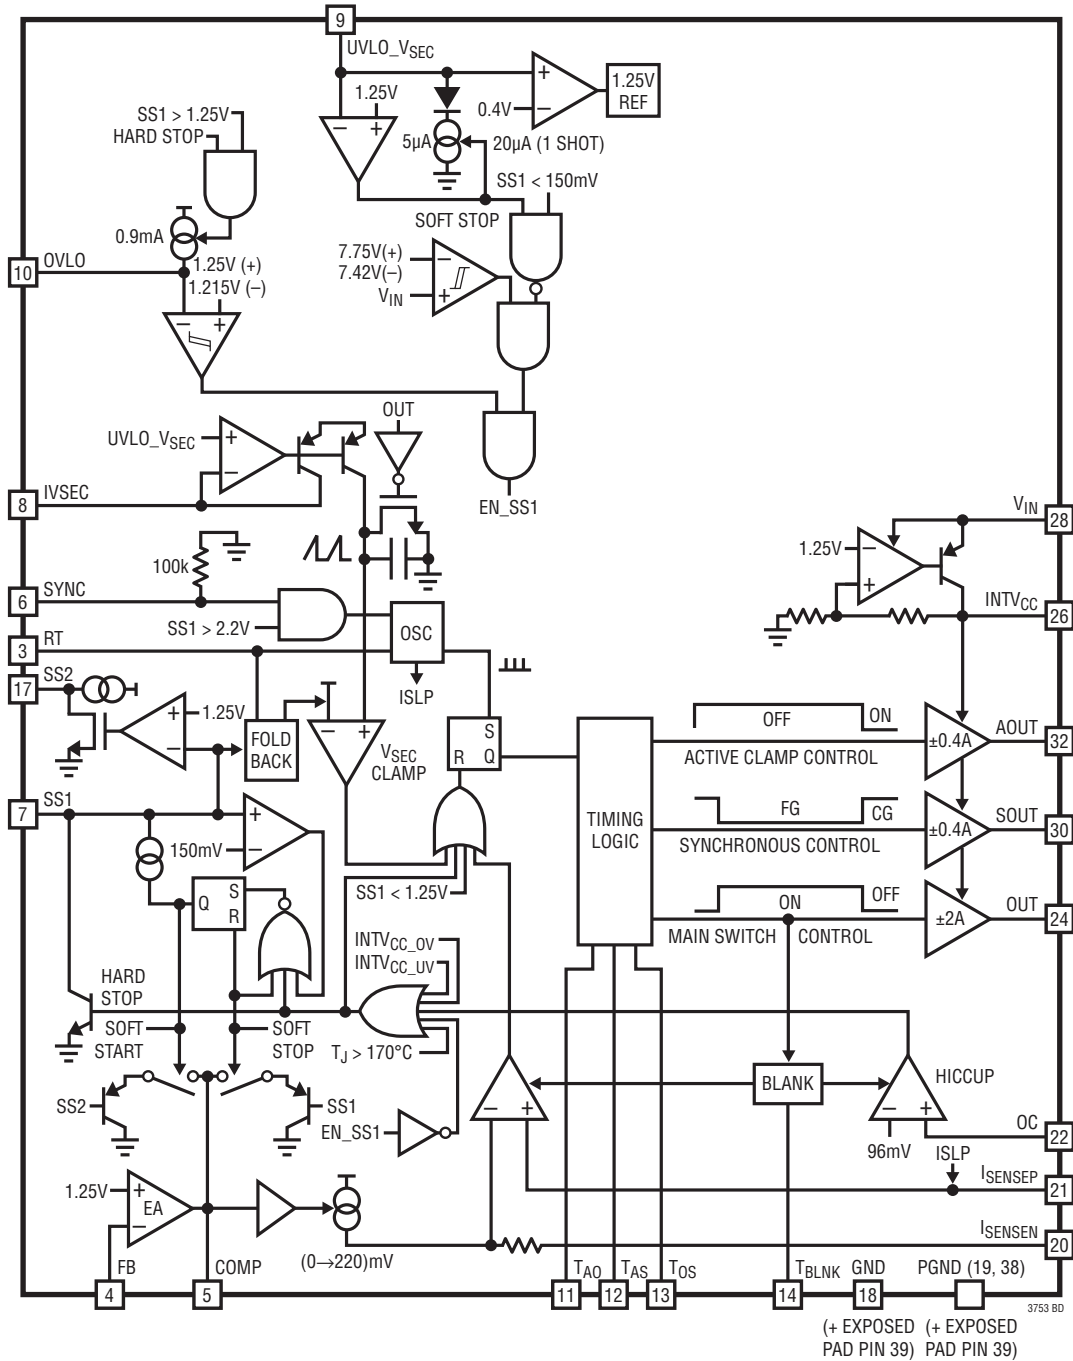 9
UVLO_VSEC
1.25V
+
1.25V
REF
0.4V
–
SS1 > 1.25V
HARD STOP
–
+
5µA
20µA (1 SHOT)
SS1 < 150mV
SOFT STOP
0.9mA
7.75V(+)
7.42V(–)
VIN
–
+
10
OVLO
1.25V (+)
1.215V (–)
–
+
OUT
UVLO_VSEC
+
–
8
IVSEC
EN_SS1
VIN
28
1.25V
–
+
100k
6
SYNC
INTVCC
26
SS1 > 2.2V
OSC
3
RT
17
SS2
ISLP
1.25V
+
–
FOLD
BACK
–
+
VSEC
CLAMP
S
R
Q
OFF
ON
±0.4A
AOUT
32
ACTIVE CLAMP CONTROL
7
SS1
TIMING
LOGIC
FG
CG
±0.4A
SOUT
30
SYNCHRONOUS CONTROL
+
150mV
–
SS1 < 1.25V
S
Q
R
ON
OFF
±2A
OUT
24
MAIN SWITCH
CONTROL
INTVCC_OV
INTVCC_UV
HARD
STOP
SOFT
START
SOFT
STOP
TJ > 170°C
BLANK
HICCUP
SS2
SS1
–
+
–
+
EN_SS1
96mV
OC
22
ISLP
ISENSEP
21
1.25V
+
EA
–
(0→220)mV
ISENSEN
20
FB
COMP
TAO
TAS
TOS
TBLNK
GND
PGND (19, 38)
4
5
11
12
13
14
18
3753 BD
(+ EXPOSED
PAD PIN 39)
(+ EXPOSED
PAD PIN 39)